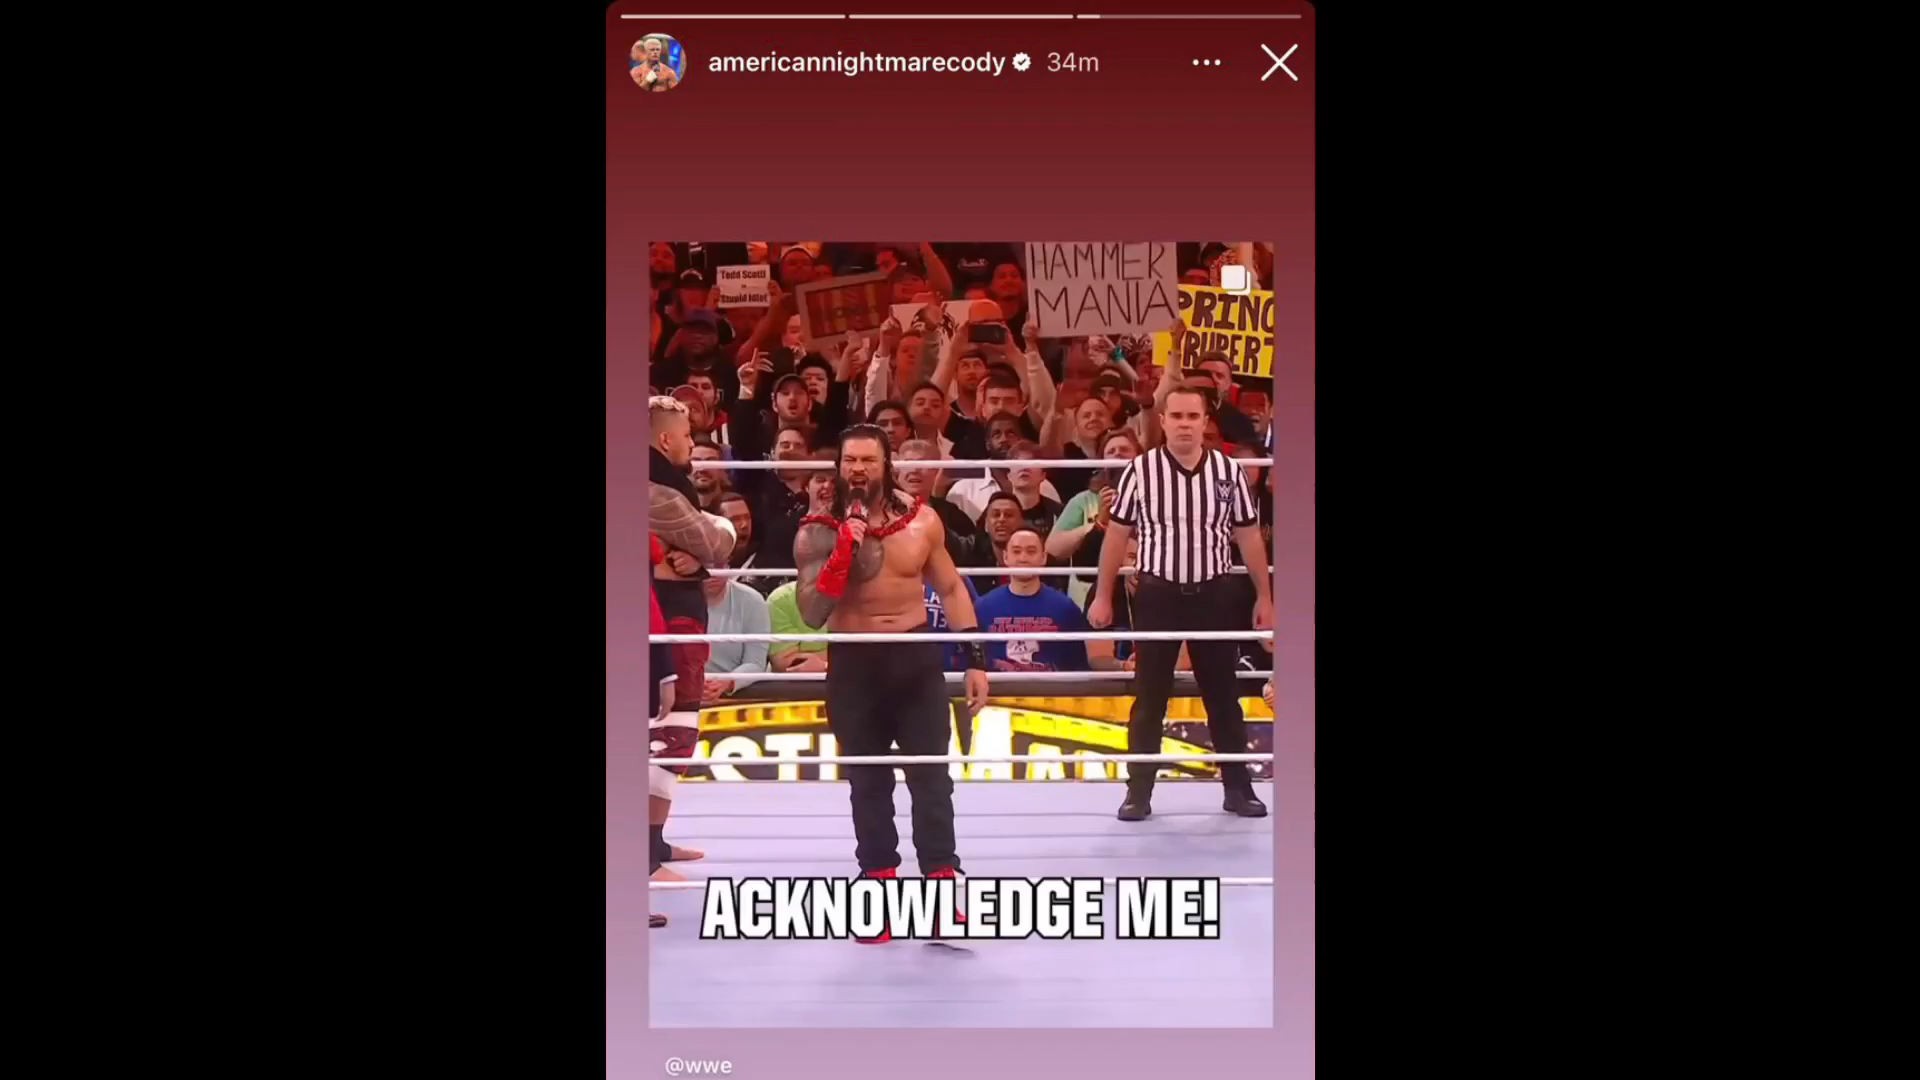 americannightmarecody 34m
Todd Scott
Stupid Idiot
HAMMER
MANIA
PRINC
RUPERT
W
ACKNOWLEDGE ME!
@wwe